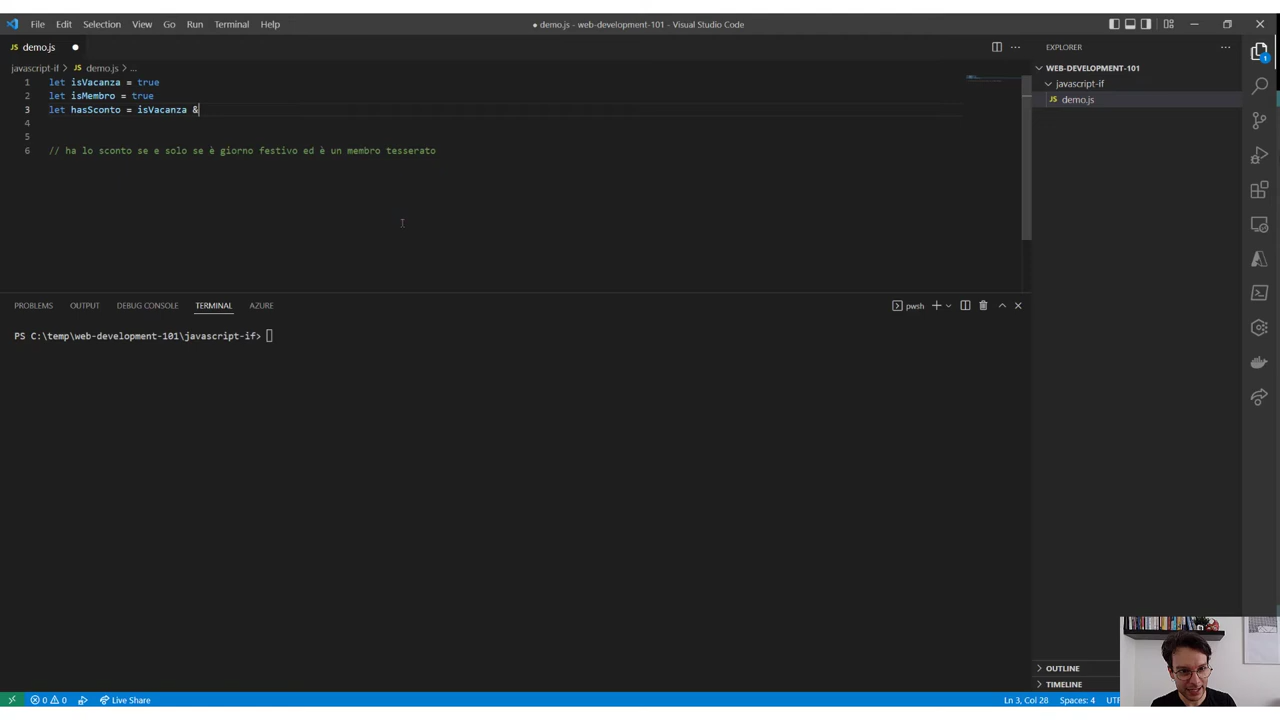 File Edit Selection View Go Run Terminal Help
● demo.js - web-development-101 - Visual Studio Code
JS demo.js ●
javascript-if > JS demo.js > ...
1 let isVacanza = true
2 let isMembro = true
3 let hasSconto = isVacanza &
4
5
6 // ha lo sconto se e solo se è giorno festivo ed è un membro tesserato
EXPLORER
WEB-DEVELOPMENT-101
javascript-if
JS demo.js
1
PROBLEMS OUTPUT DEBUG CONSOLE TERMINAL AZURE
pwsh
PS C:\temp\web-development-101\javascript-if>
OUTLINE
TIMELINE
0 0 Live Share
Ln 3, Col 28 Spaces: 4